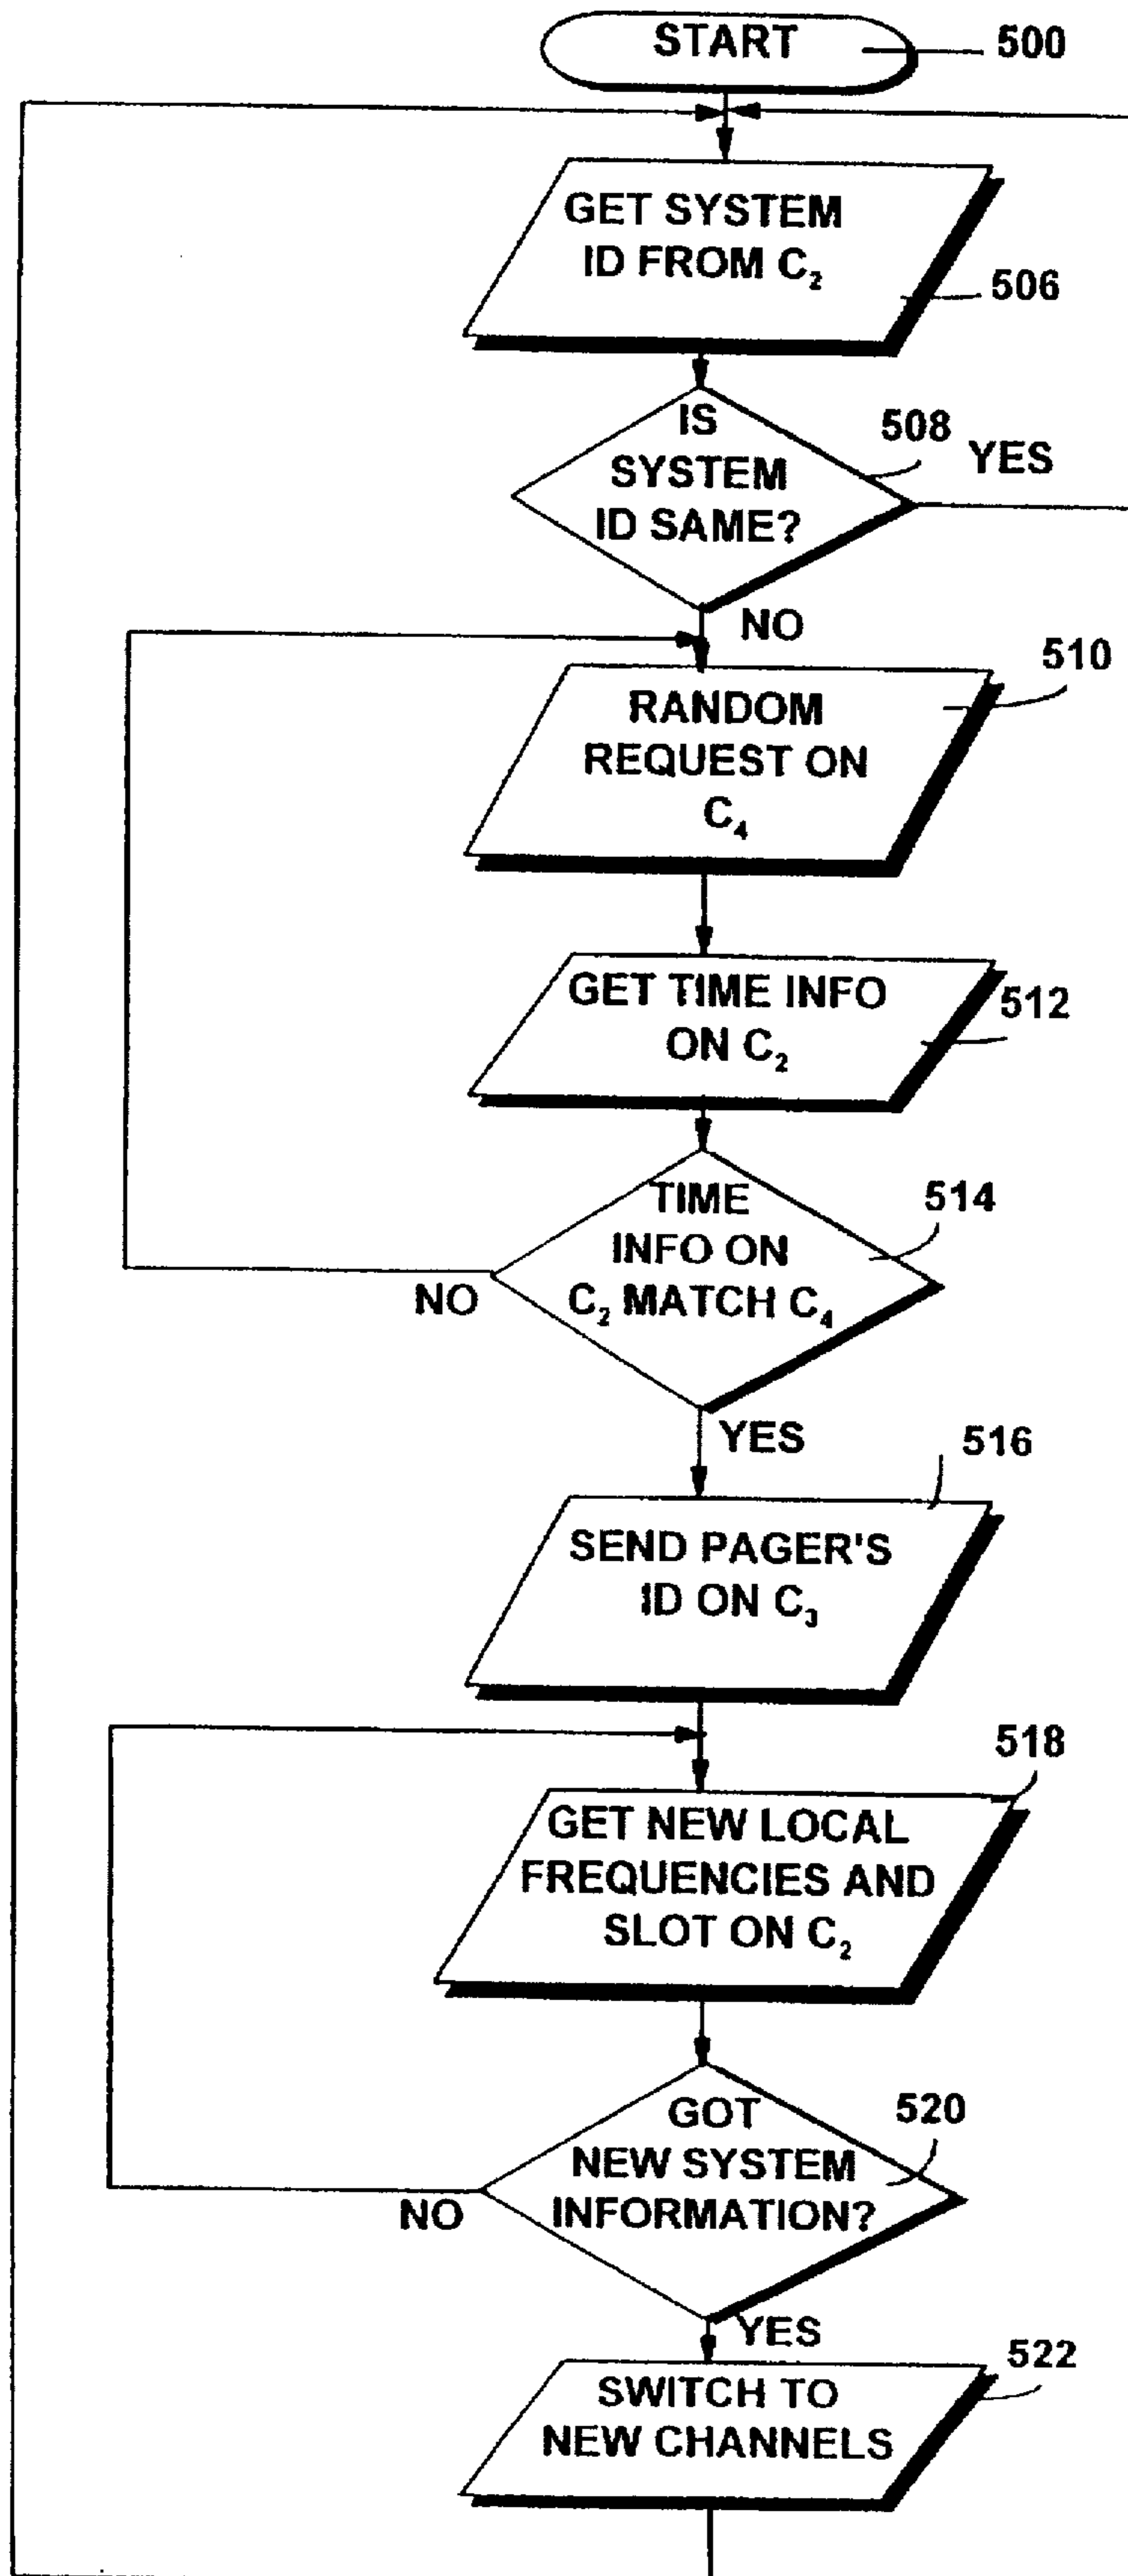 START
500
GET SYSTEM
ID FROM C₂
506
IS
SYSTEM
ID SAME?
508
YES
NO
510
RANDOM
REQUEST ON
C₄
GET TIME INFO
ON C₂
512
TIME
INFO ON
C₂ MATCH C₄
514
NO
YES
516
SEND PAGER'S
ID ON C₃
518
GET NEW LOCAL
FREQUENCIES AND
SLOT ON C₂
GOT
NEW SYSTEM
INFORMATION?
520
NO
YES
522
SWITCH TO
NEW CHANNELS